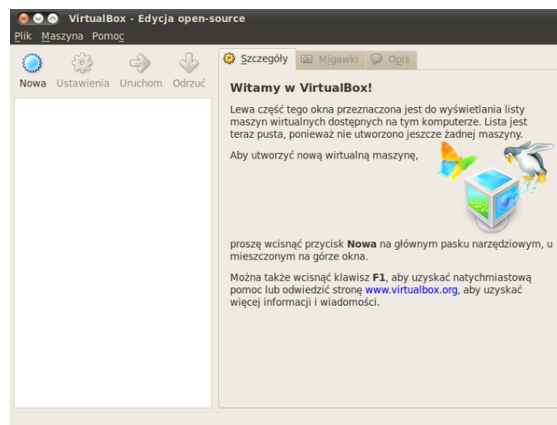 VirtualBox - Edycja open-source
Plik Maszyna Pomoc
Nowa Ustawienia Uruchom Odrzuć
Szczegóły Migawki Opis
Witamy w VirtualBox!
Lewa część tego okna przeznaczona jest do wyświetlania listy
maszyn wirtualnych dostępnych na tym komputerze. Lista jest
teraz pusta, ponieważ nie utworzono jeszcze żadnej maszyny.
Aby utworzyć nową wirtualną maszynę,
proszę wcisnąć przycisk Nowa na głównym pasku narzędziowym, u
mieszczonym na górze okna.
Można także wcisnąć klawisz F1, aby uzyskać natychmiastową
pomoc lub odwiedzić stronę www.virtualbox.org, aby uzyskać
więcej informacji i wiadomości.